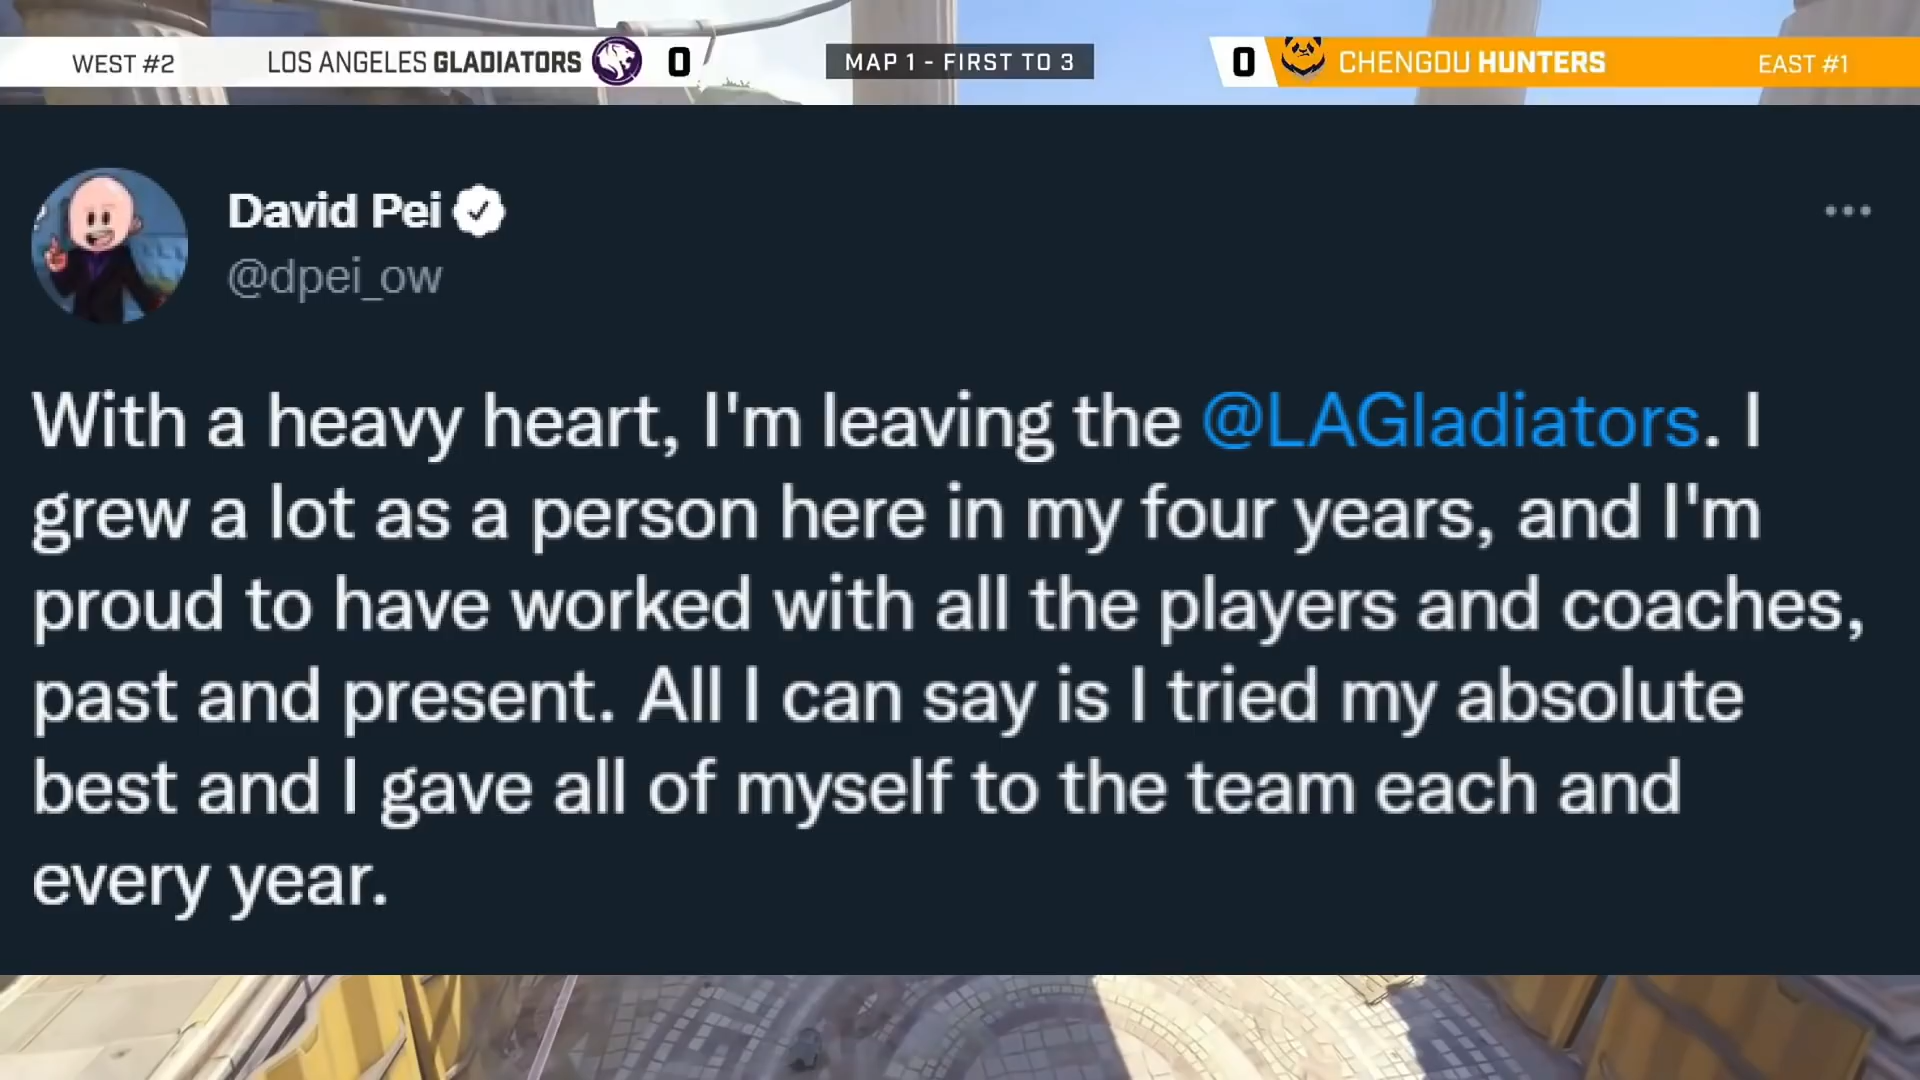 WEST #2 LOS ANGELES GLADIATORS 0 MAP 1 - FIRST TO 3 0 CHENGDU HUNTERS EAST #1
David Pei
@dpei_ow
With a heavy heart, I'm leaving the @LAGladiators. I
grew a lot as a person here in my four years, and I'm
proud to have worked with all the players and coaches,
past and present. All I can say is I tried my absolute
best and I gave all of myself to the team each and
every year.